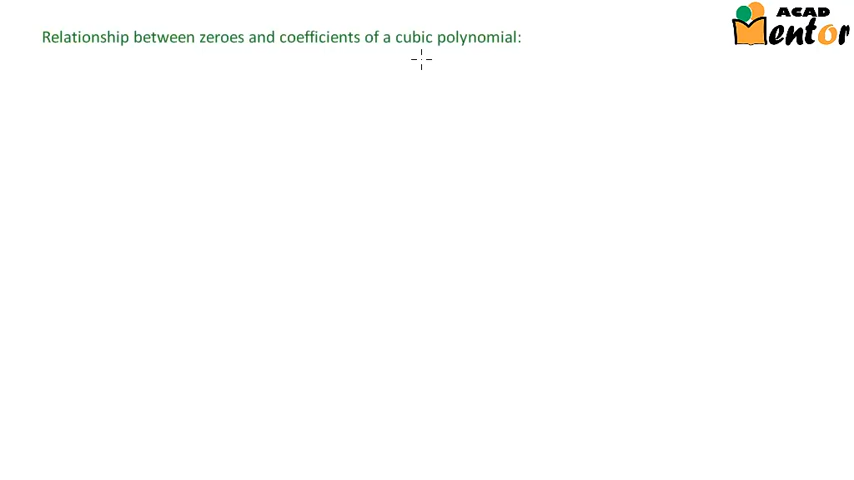 Relationship between zeroes and coefficients of a cubic polynomial:
ACAD
Mentor